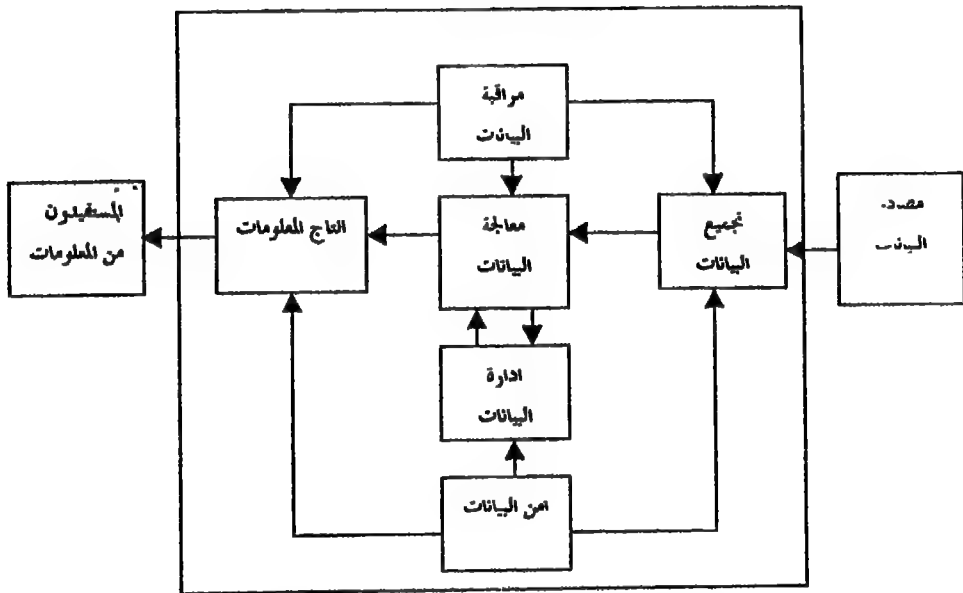 مراقبة
البيانات
مصدر
البيانات
تجميع
البيانات
معالجة
البيانات
انتاج المعلومات
المستفيدون
من المعلومات
ادارة
البيانات
امن البيانات